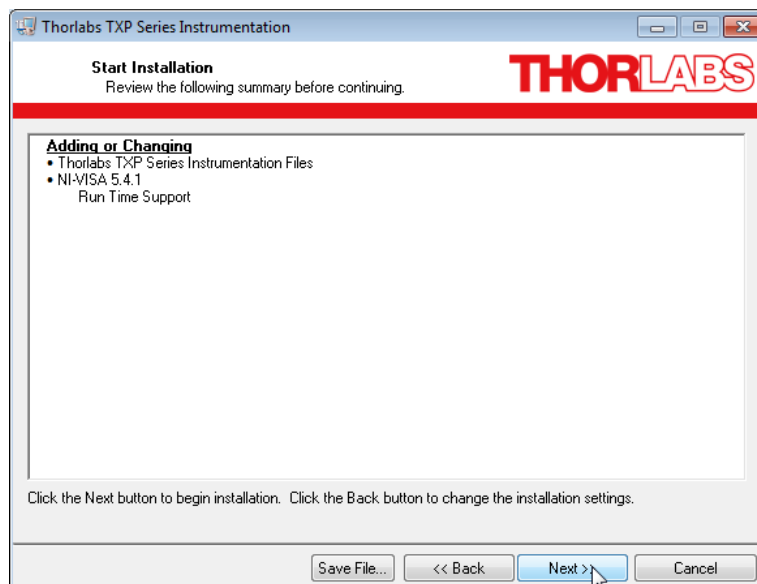 Thorlabs TXP Series Instrumentation
Start Installation
Review the following summary before continuing.
THORLABS
Adding or Changing
• Thorlabs TXP Series Instrumentation Files
• NI-VISA 5.4.1
Run Time Support
Click the Next button to begin installation. Click the Back button to change the installation settings.
Save File... << Back Next >> Cancel